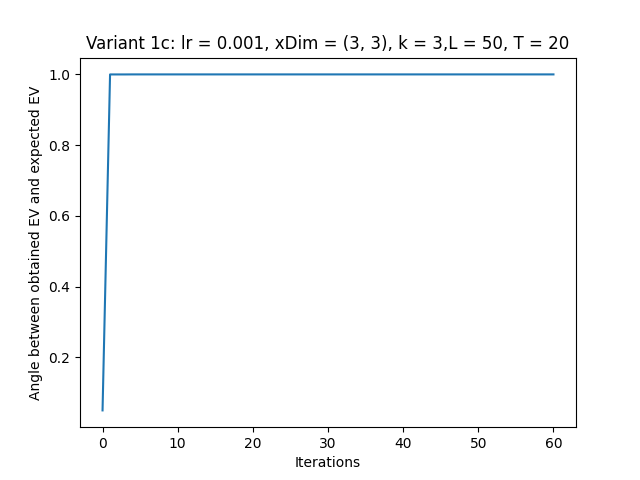 Variant 1c: lr = 0.001, xDim = (3, 3), k = 3,L = 50, T = 20
Angle between obtained EV and expected EV
1.0
0.8
0.6
0.4
0.2
0 10 20 30 40 50 60
Iterations